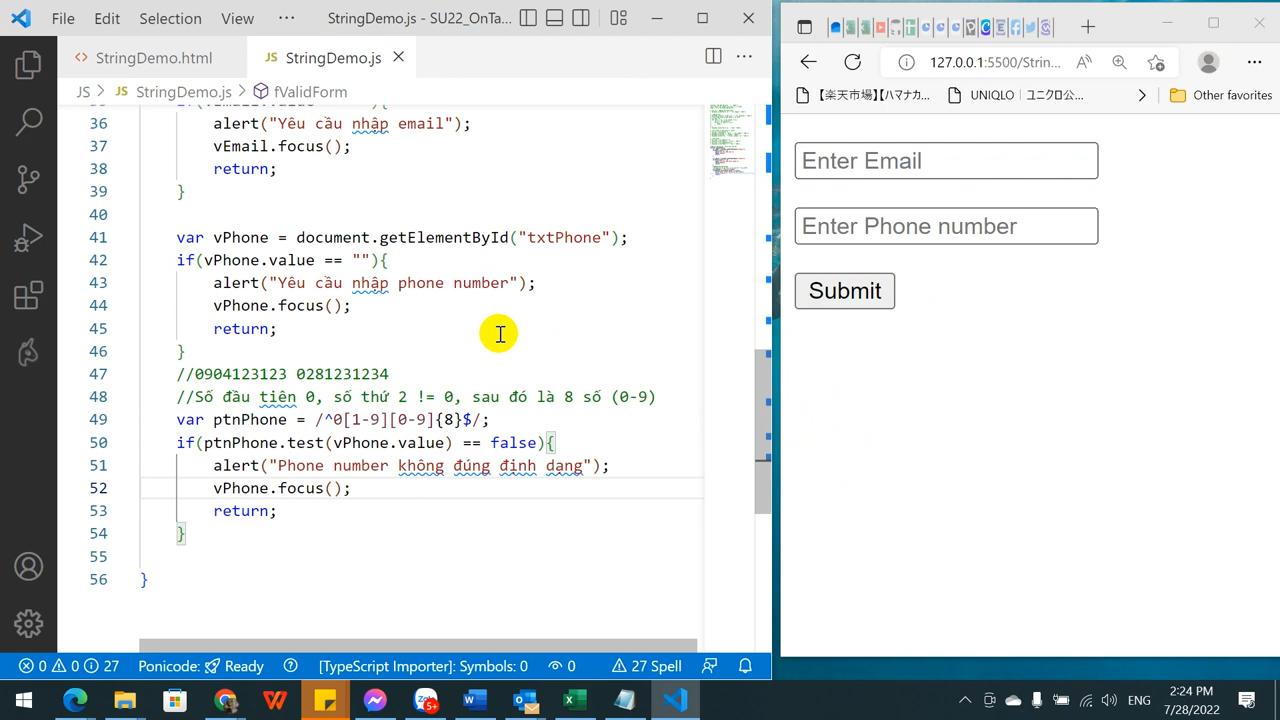 File Edit Selection View ··· StringDemo.js - SU22_OnTa...
StringDemo.html JS StringDemo.js
JS > JS StringDemo.js > fValidForm
38 alert("Yêu cầu nhập email");
37 vEmail.focus();
38 return;
39 }
40
41 var vPhone = document.getElementById("txtPhone");
42 if(vPhone.value == ""){
43 alert("Yêu cầu nhập phone number");
44 vPhone.focus();
45 return;
46 }
47 //0904123123 0281231234
48 //Số đầu tiên 0, số thứ 2 != 0, sau đó là 8 số (0-9)
49 var ptnPhone = /^0[1-9][0-9]{8}$/;
50 if(ptnPhone.test(vPhone.value) == false){
51 alert("Phone number không đúng định dạng");
52 vPhone.focus();
53 return;
54 }
55
56 }
0 0 27 Ponicode: Ready [TypeScript Importer]: Symbols: 0 0 27 Spell
127.0.0.1:5500/Strin...
【楽天市場】【ハマナカ... UNIQLO | ユニクロ公... Other favorites
Enter Email
Enter Phone number
Submit
ENG
2:24 PM
7/28/2022